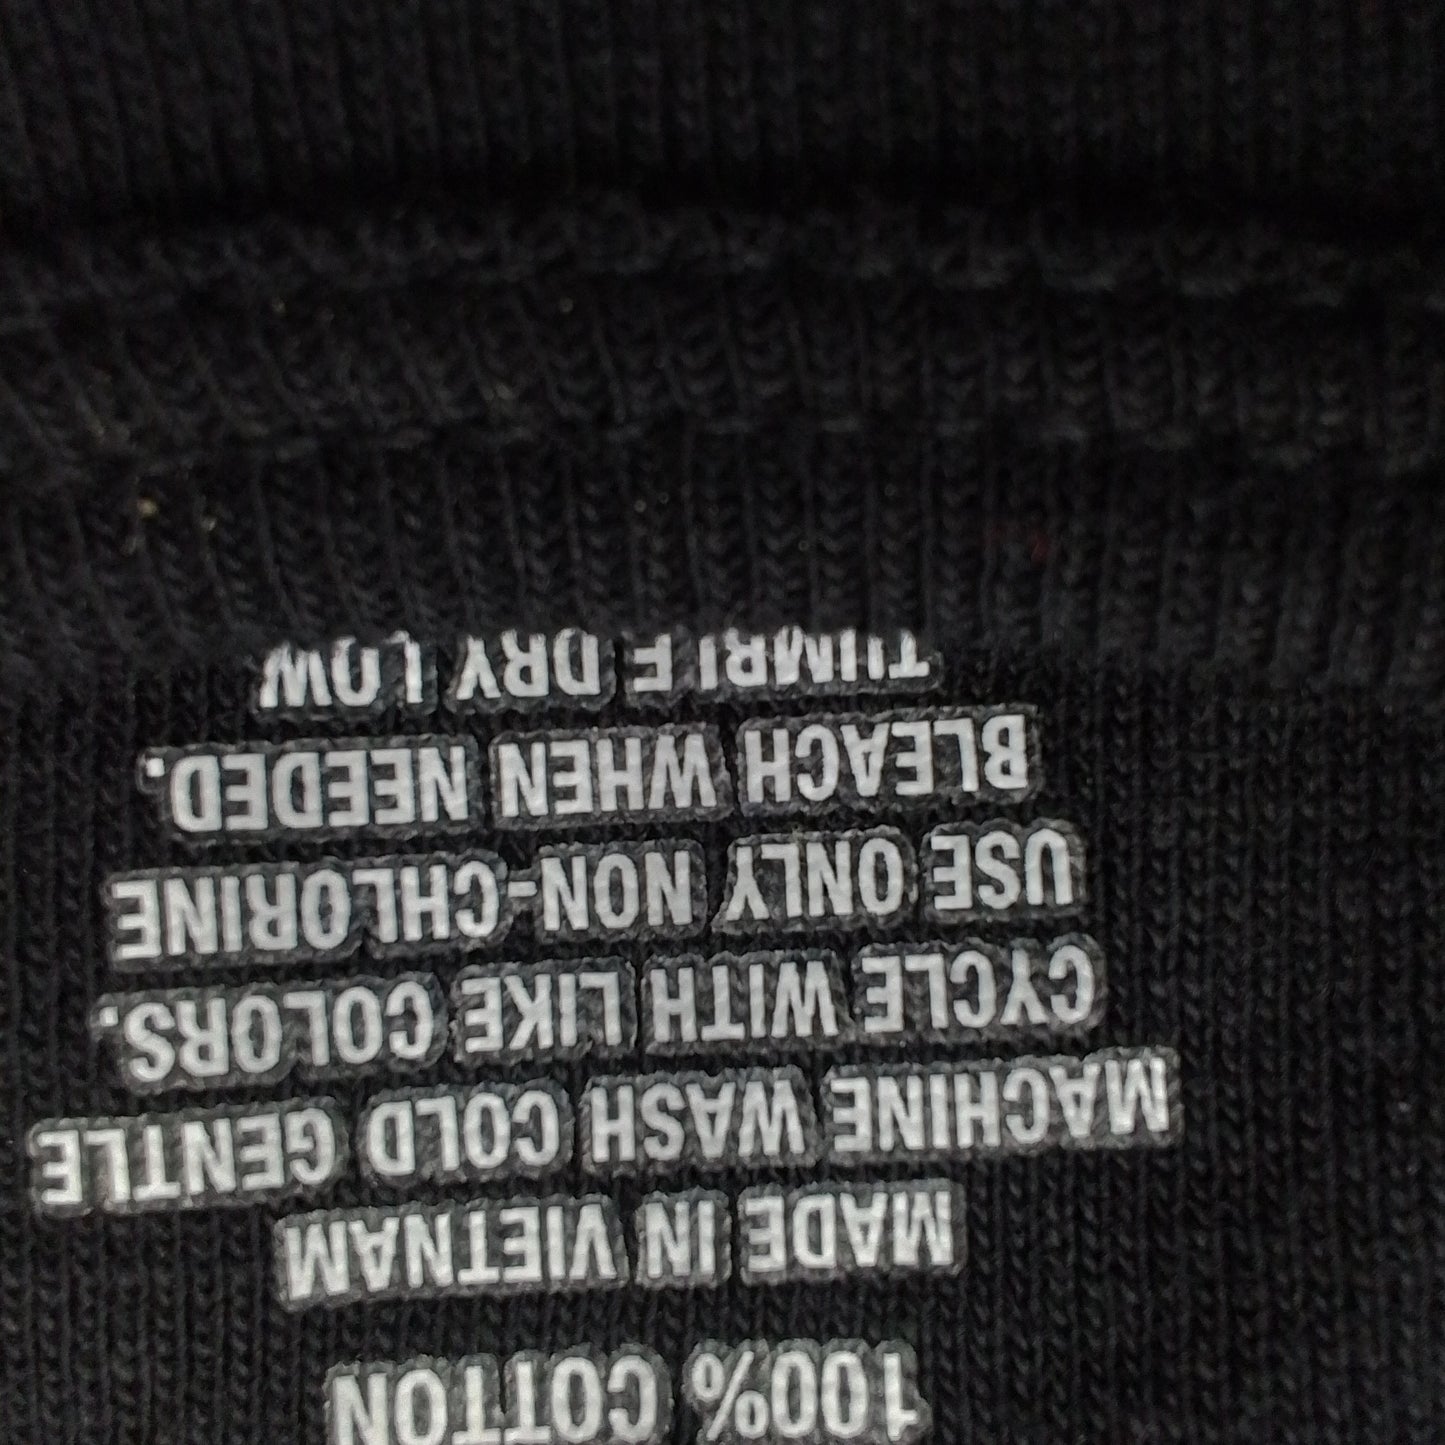 100% COTTON
MADE IN VIETNAM
MACHINE WASH COLD GENTLE
CYCLE WITH LIKE COLORS.
USE ONLY NON-CHLORINE
BLEACH WHEN NEEDED.
TUMBLE DRY LOW